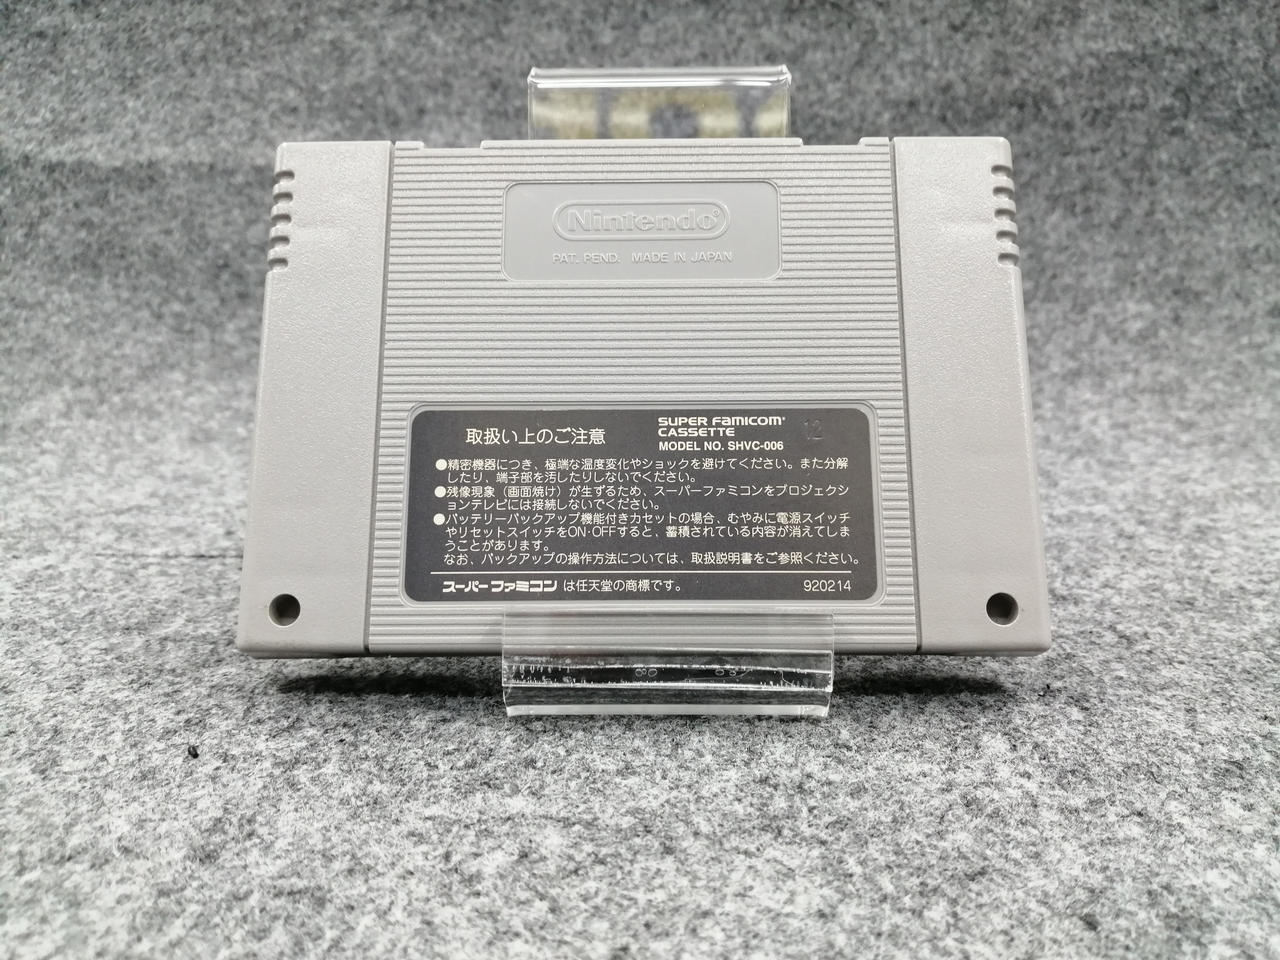 Nintendo®
PAT. PEND. MADE IN JAPAN
取扱い上のご注意
SUPER FAMICOM
CASSETTE
MODEL NO. SHVC-006
12
●精密機器につき、極端な温度変化やショックを避けてください。また分解
したり、端子部を汚したりしないでください。
●残像現象（画面焼け）が生ずるため、スーパーファミコンをプロジェクシ
ョンテレビには接続しないでください。
●バッテリーバックアップ機能付きカセットの場合、むやみに電源スイッチ
やリセットスイッチをON・OFFすると、蓄積されている内容が消えてしま
うことがあります。
なお、バックアップの操作方法については、取扱説明書をご参照ください。
スーパーファミコン は任天堂の商標です。
920214